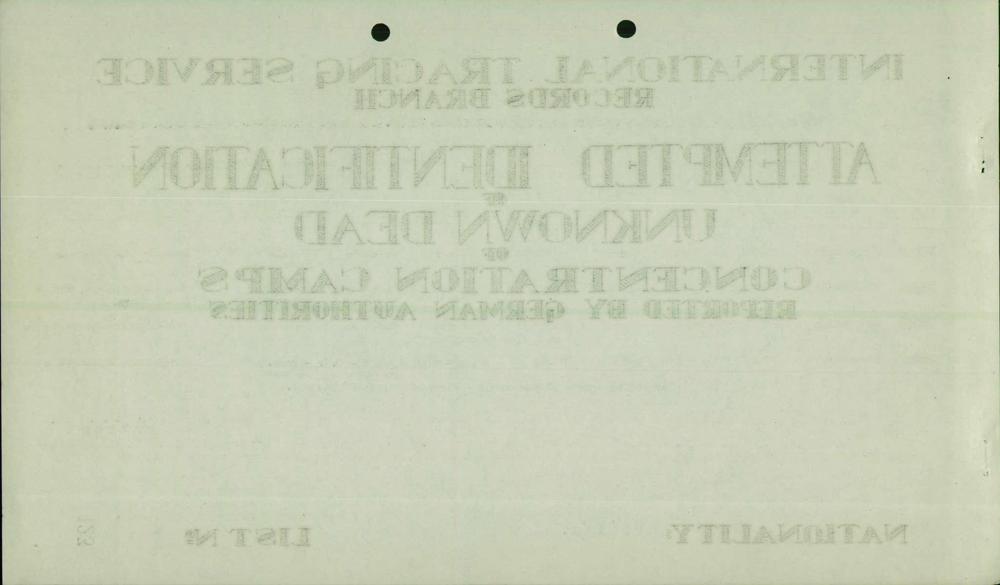 INTERNATIONAL TRACING SERVICE
RECORDS BRANCH
ATTEMPTED IDENTIFICATION
OF
UNKNOWN DEAD
OF
CONCENTRATION CAMPS
REPORTED BY GERMAN AUTHORITIES
NATIONALITY:
LIST Nº